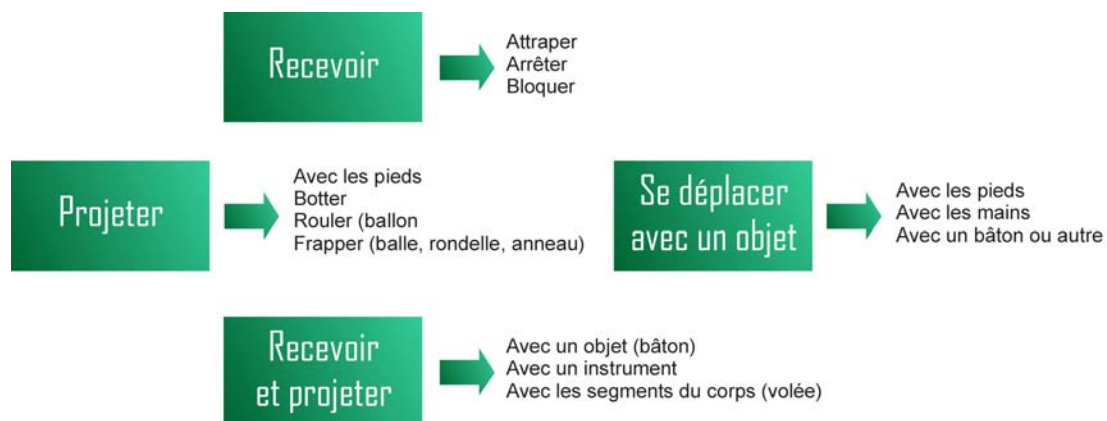 Recevoir
Attraper
Arrêter
Bloquer
Projeter
Avec les pieds
Botter
Rouler (ballon
Frapper (balle, rondelle, anneau)
Se déplacer
avec un objet
Avec les pieds
Avec les mains
Avec un bâton ou autre
Recevoir
et projeter
Avec un objet (bâton)
Avec un instrument
Avec les segments du corps (volée)